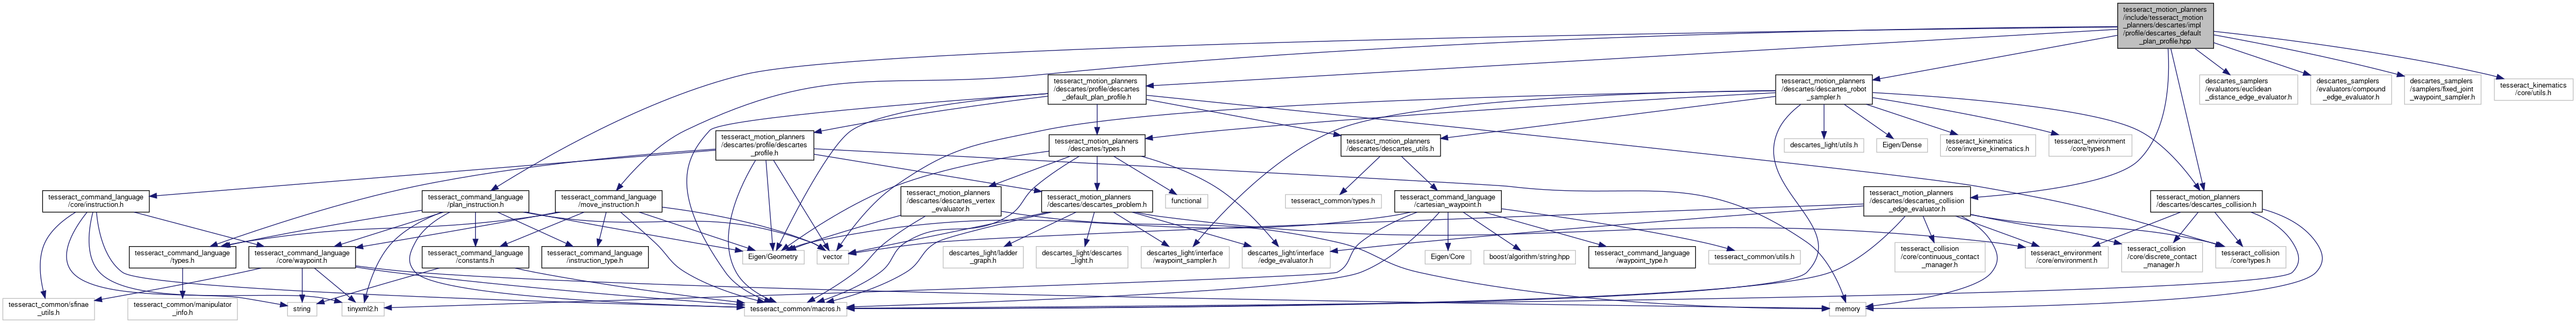 tesseract_motion_planners
/include/tesseract_motion
_planners/descartes/impl
/profile/descartes_default
_plan_profile.hpp
tesseract_motion_planners
/descartes/profile/descartes
_default_plan_profile.h
tesseract_motion_planners
/descartes/descartes_robot
_sampler.h
descartes_samplers
/evaluators/euclidean
_distance_edge_evaluator.h
descartes_samplers
/evaluators/compound
_edge_evaluator.h
descartes_samplers
/samplers/fixed_joint
_waypoint_sampler.h
tesseract_kinematics
/core/utils.h
tesseract_motion_planners
/descartes/profile/descartes
_profile.h
tesseract_motion_planners
/descartes/types.h
tesseract_motion_planners
/descartes/descartes_utils.h
descartes_light/utils.h
Eigen/Dense
tesseract_kinematics
/core/inverse_kinematics.h
tesseract_environment
/core/types.h
tesseract_command_language
/core/instruction.h
tesseract_command_language
/plan_instruction.h
tesseract_command_language
/move_instruction.h
tesseract_motion_planners
/descartes/descartes_vertex
_evaluator.h
tesseract_motion_planners
/descartes/descartes_problem.h
functional
tesseract_common/types.h
tesseract_command_language
/cartesian_waypoint.h
tesseract_motion_planners
/descartes/descartes_collision
_edge_evaluator.h
tesseract_motion_planners
/descartes/descartes_collision.h
tesseract_command_language
/types.h
tesseract_command_language
/core/waypoint.h
tesseract_command_language
/constants.h
tesseract_command_language
/instruction_type.h
Eigen/Geometry
vector
descartes_light/ladder
_graph.h
descartes_light/descartes
_light.h
descartes_light/interface
/waypoint_sampler.h
descartes_light/interface
/edge_evaluator.h
Eigen/Core
boost/algorithm/string.hpp
tesseract_command_language
/waypoint_type.h
tesseract_common/utils.h
tesseract_collision
/core/continuous_contact
_manager.h
tesseract_environment
/core/environment.h
tesseract_collision
/core/discrete_contact
_manager.h
tesseract_collision
/core/types.h
tesseract_common/sfinae
_utils.h
tesseract_common/manipulator
_info.h
string
tinyxml2.h
tesseract_common/macros.h
memory